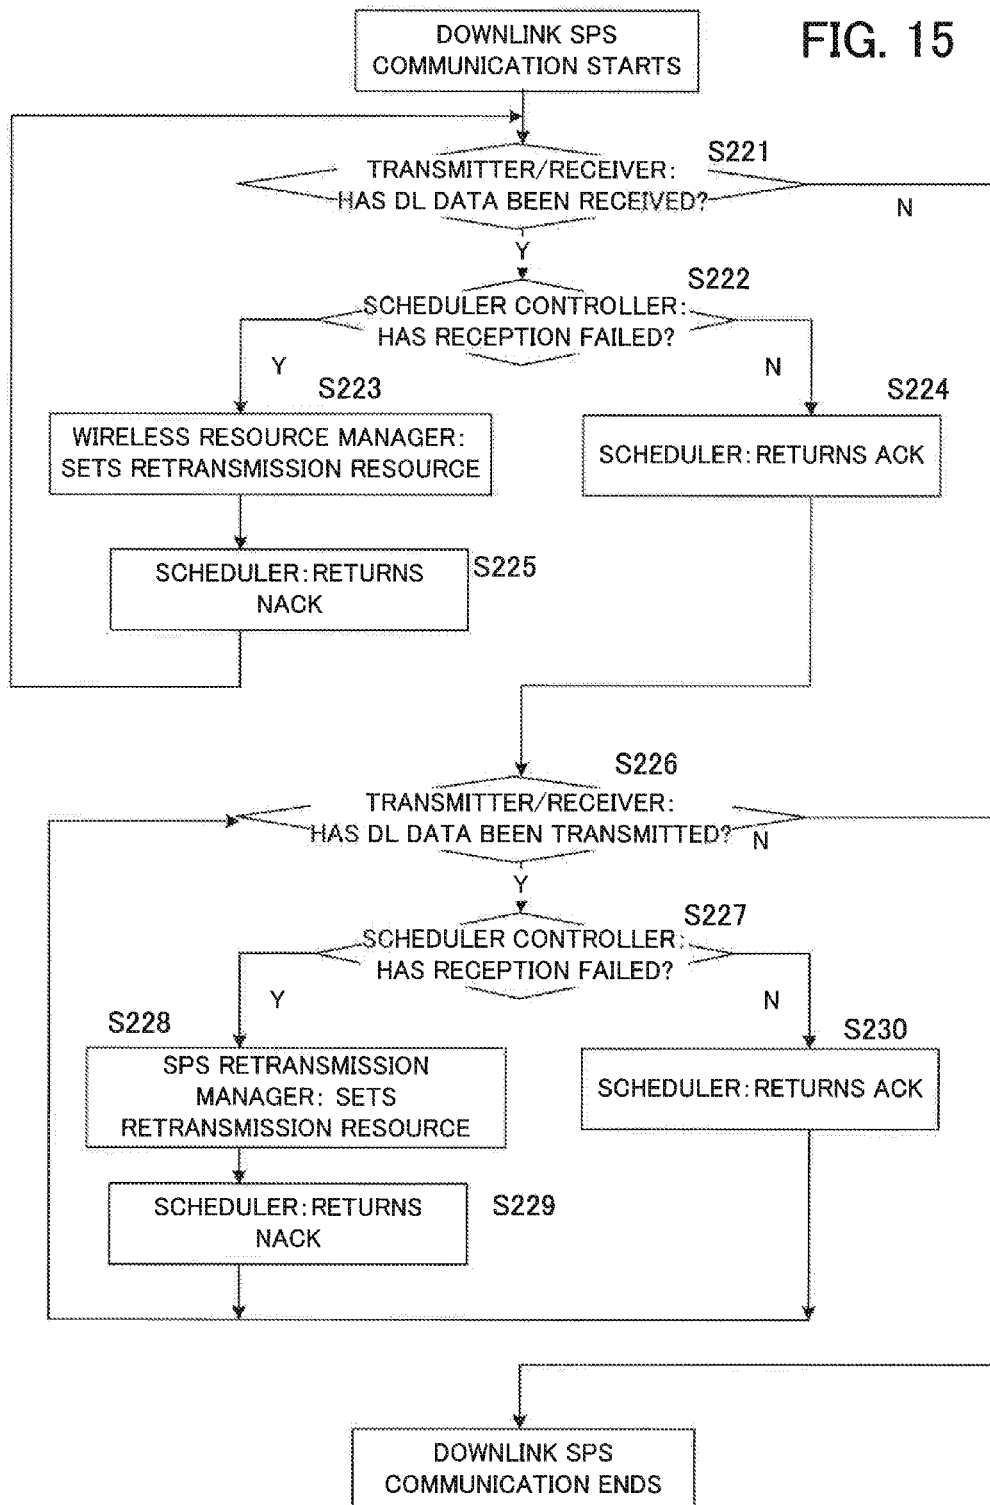 FIG. 15
DOWNLINK SPS
COMMUNICATION STARTS
S221
TRANSMITTER/RECEIVER:
HAS DL DATA BEEN RECEIVED?
N
Y
S222
SCHEDULER CONTROLLER:
HAS RECEPTION FAILED?
Y
N
S223
S224
WIRELESS RESOURCE MANAGER:
SETS RETRANSMISSION RESOURCE
SCHEDULER:RETURNS ACK
S225
SCHEDULER:RETURNS
NACK
S226
TRANSMITTER/RECEIVER:
HAS DL DATA BEEN TRANSMITTED?
N
Y
S227
SCHEDULER CONTROLLER:
HAS RECEPTION FAILED?
Y
N
S228
S230
SPS RETRANSMISSION
MANAGER: SETS
RETRANSMISSION RESOURCE
SCHEDULER:RETURNS ACK
SCHEDULER:RETURNS
NACK
S229
DOWNLINK SPS
COMMUNICATION ENDS